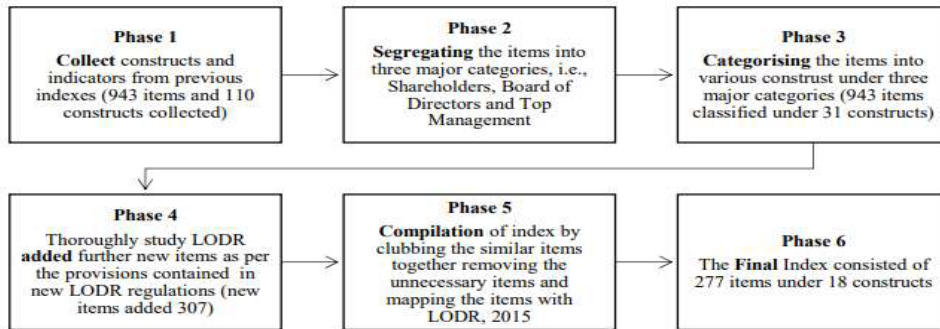 Phase 1
Collect constructs and
indicators from previous
indexes (943 items and 110
constructs collected)
Phase 2
Segregating the items into
three major categories, i.e.,
Shareholders, Board of
Directors and Top
Management
Phase 3
Categorising the items into
various construst under three
major categories (943 items
classified under 31 constructs)
Phase 4
Thoroughly study LODR
added further new items as per
the provisions contained in
new LODR regulations (new
items added 307)
Phase 5
Compilation of index by
clubbing the similar items
together removing the
unnecessary items and
mapping the items with
LODR, 2015
Phase 6
The Final Index consisted of
277 items under 18 constructs